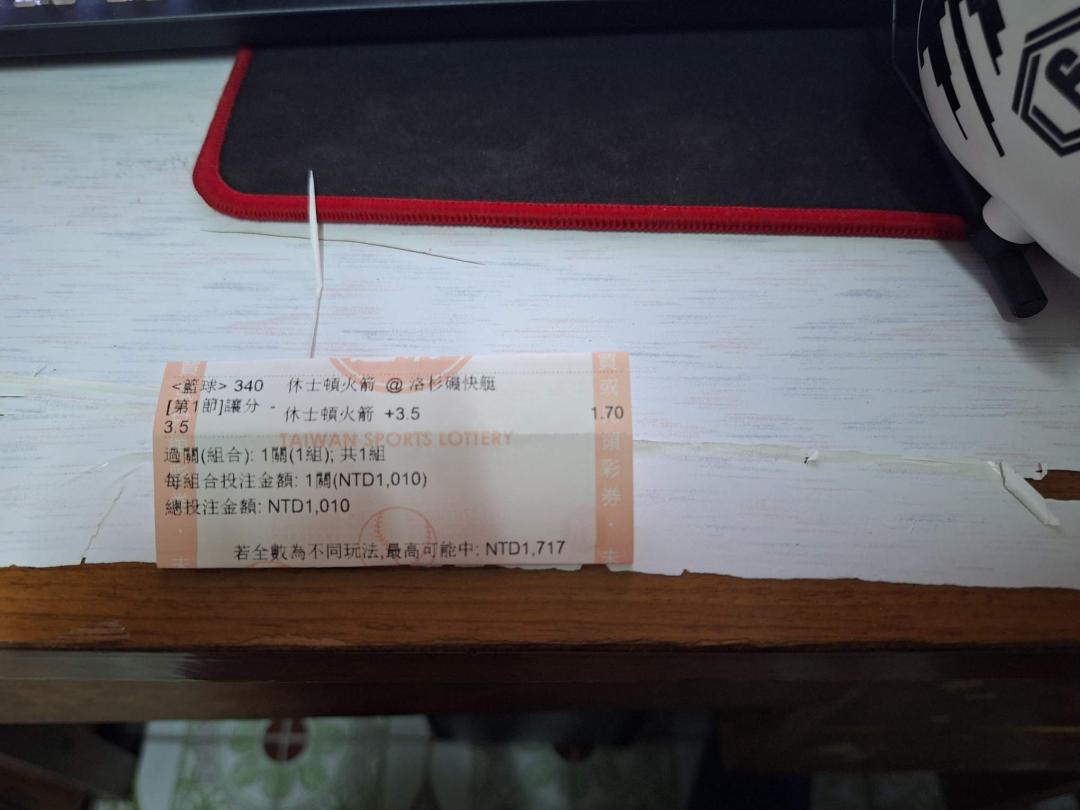 <籃球> 340 休士頓火箭 @ 洛杉磯快艇
[第1節]讓分 - 3.5 休士頓火箭 +3.5 1.70
TAIWAN SPORTS LOTTERY
過關(組合): 1關(1組); 共1組
每組合投注金額: 1關(NTD1,010)
總投注金額: NTD1,010
若全數為不同玩法,最高可能中: NTD1,717